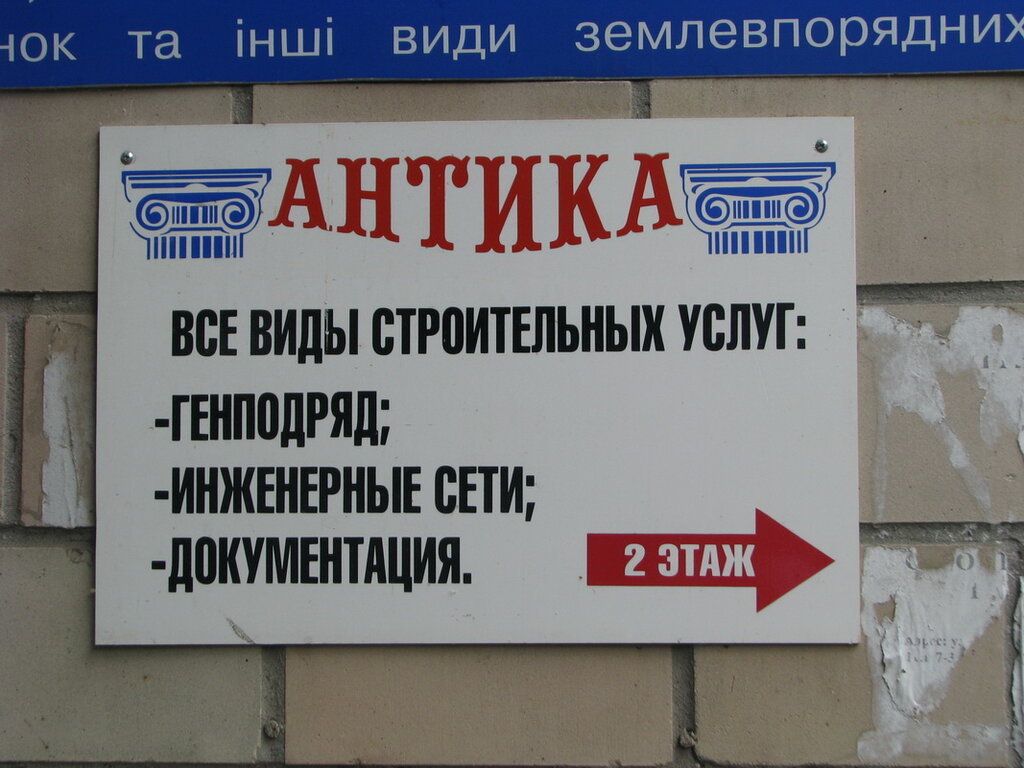 нок та інші види землевпорядних
АНТИКА
ВСЕ ВИДЫ СТРОИТЕЛЬНЫХ УСЛУГ:
-ГЕНПОДРЯД;
-ИНЖЕНЕРНЫЕ СЕТИ;
-ДОКУМЕНТАЦИЯ.
2 ЭТАЖ